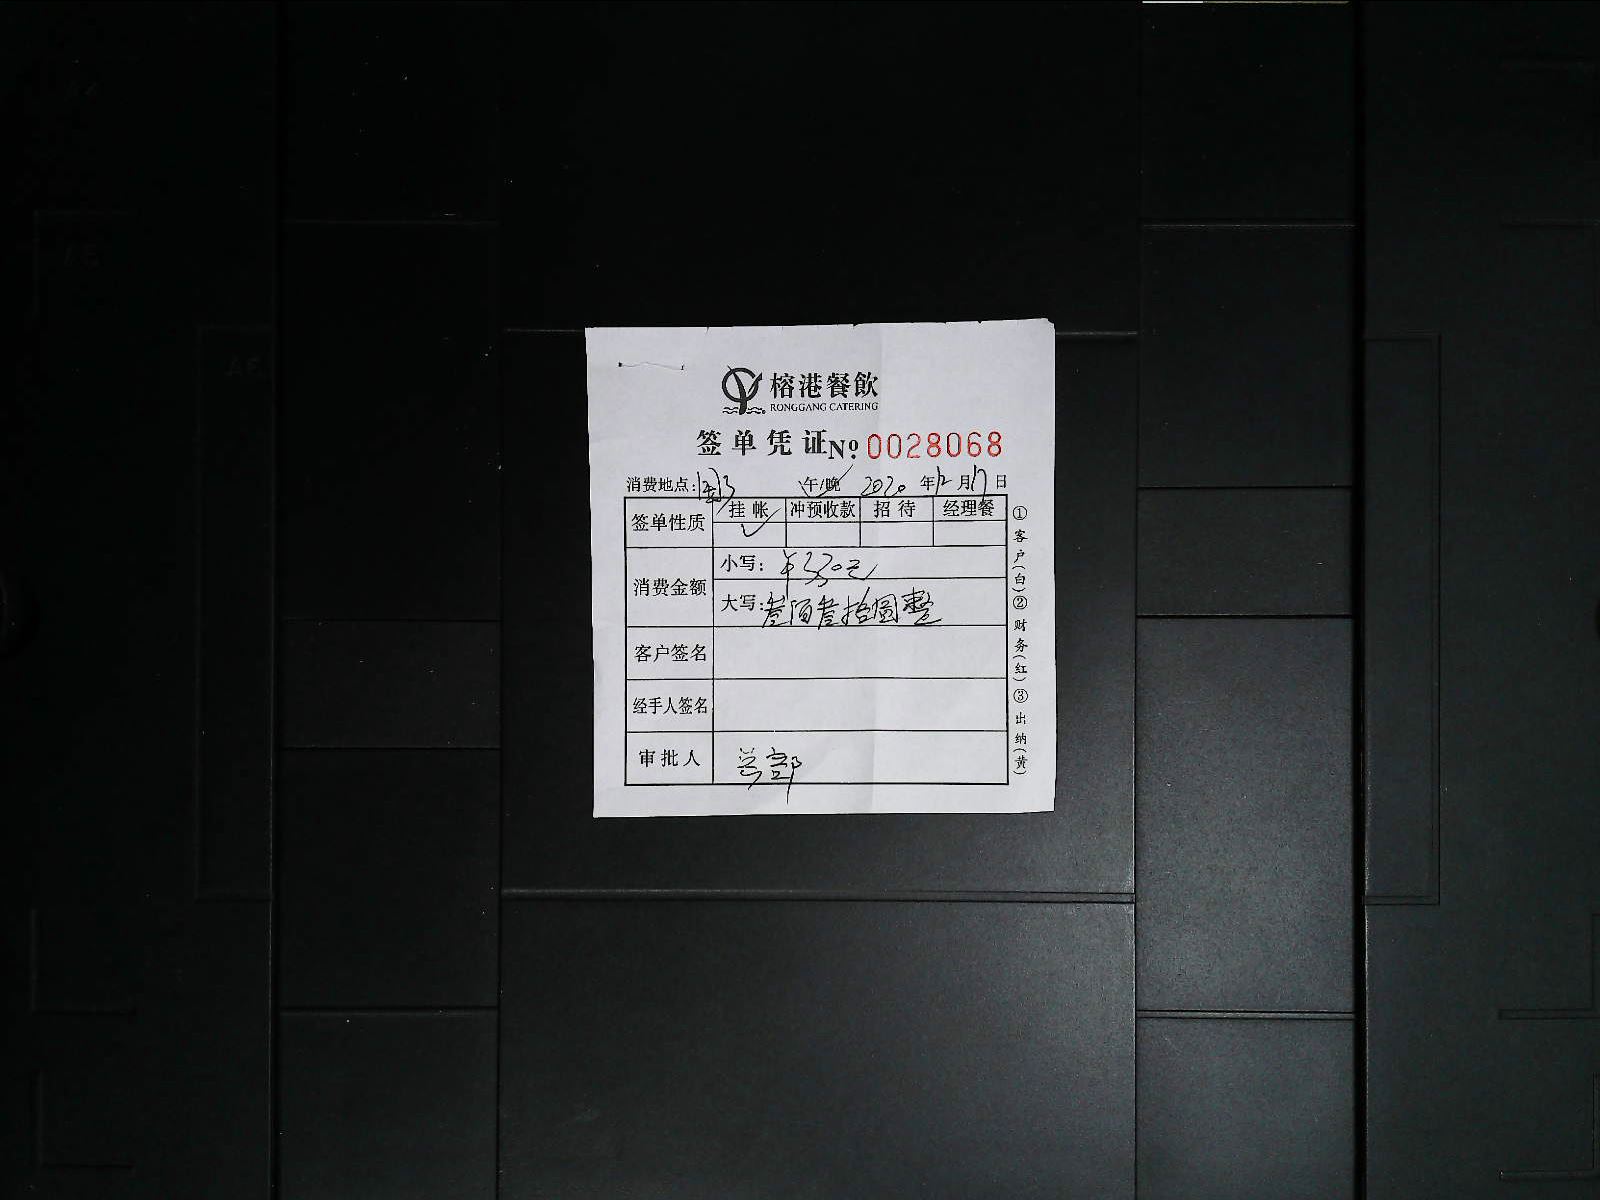 榕港餐飲
RONGGANG CATERING
签单凭证 Nº 0028068
消费地点: 午/晚 2020 年 12 月 17 日
签单性质 挂帐 冲预收款 招待 经理餐
✓
消费金额 小写: ¥330元
大写: 叁佰叁拾圆整
客户签名
经手人签名
审批人 总部
①客户(白)②财务(红)③出纳(黄)